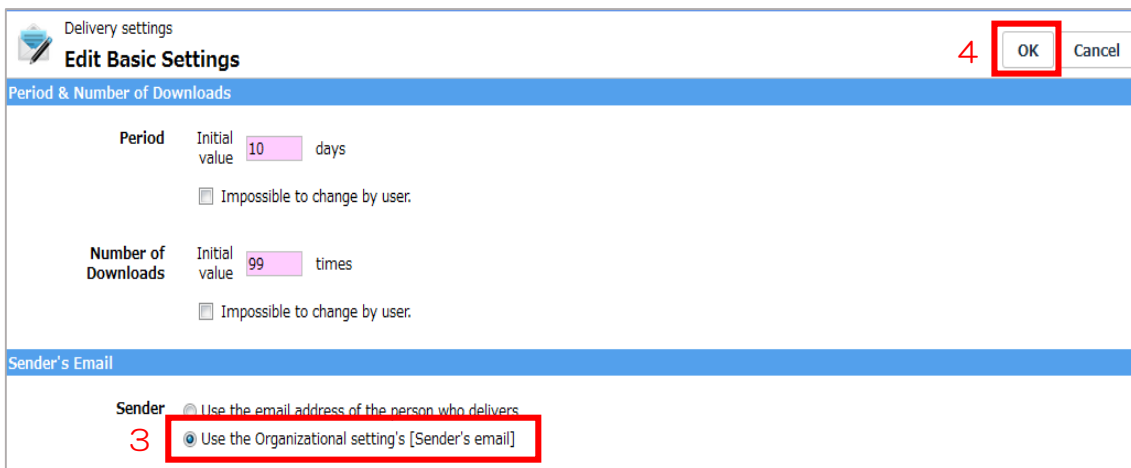 Delivery settings
Edit Basic Settings
4
OK
Cancel
Period & Number of Downloads
Period
Initial value
10
days
Impossible to change by user.
Number of Downloads
Initial value
99
times
Impossible to change by user.
Sender's Email
Sender
Use the email address of the person who delivers
3
Use the Organizational setting's [Sender's email]